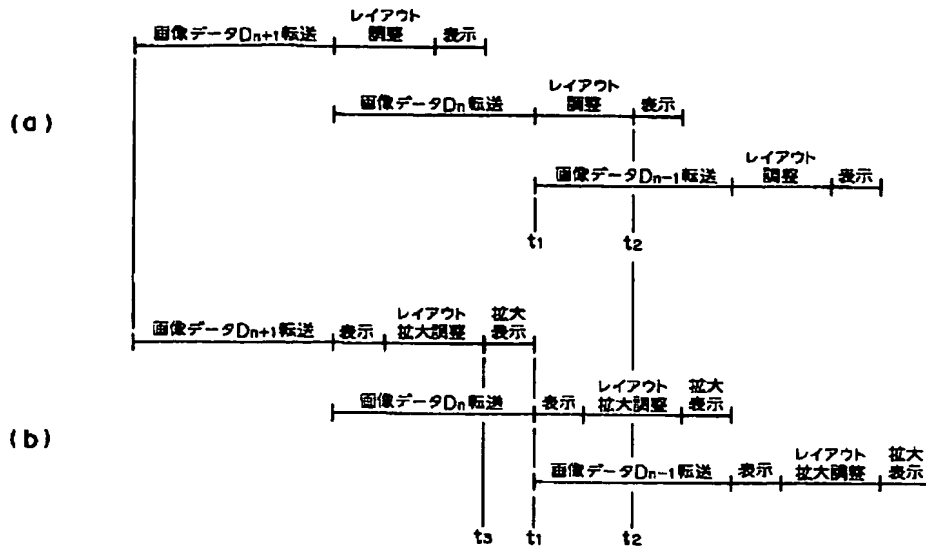 画像データDn+1転送
レイアウト
調整
表示
(a)
画像データDn転送
レイアウト
調整
表示
画像データDn-1転送
レイアウト
調整
表示
t1
t2
画像データDn+1転送
表示
レイアウト
拡大調整
拡大
表示
(b)
画像データDn転送
表示
レイアウト
拡大調整
拡大
表示
画像データDn-1転送
表示
レイアウト
拡大調整
拡大
表示
t3
t1
t2